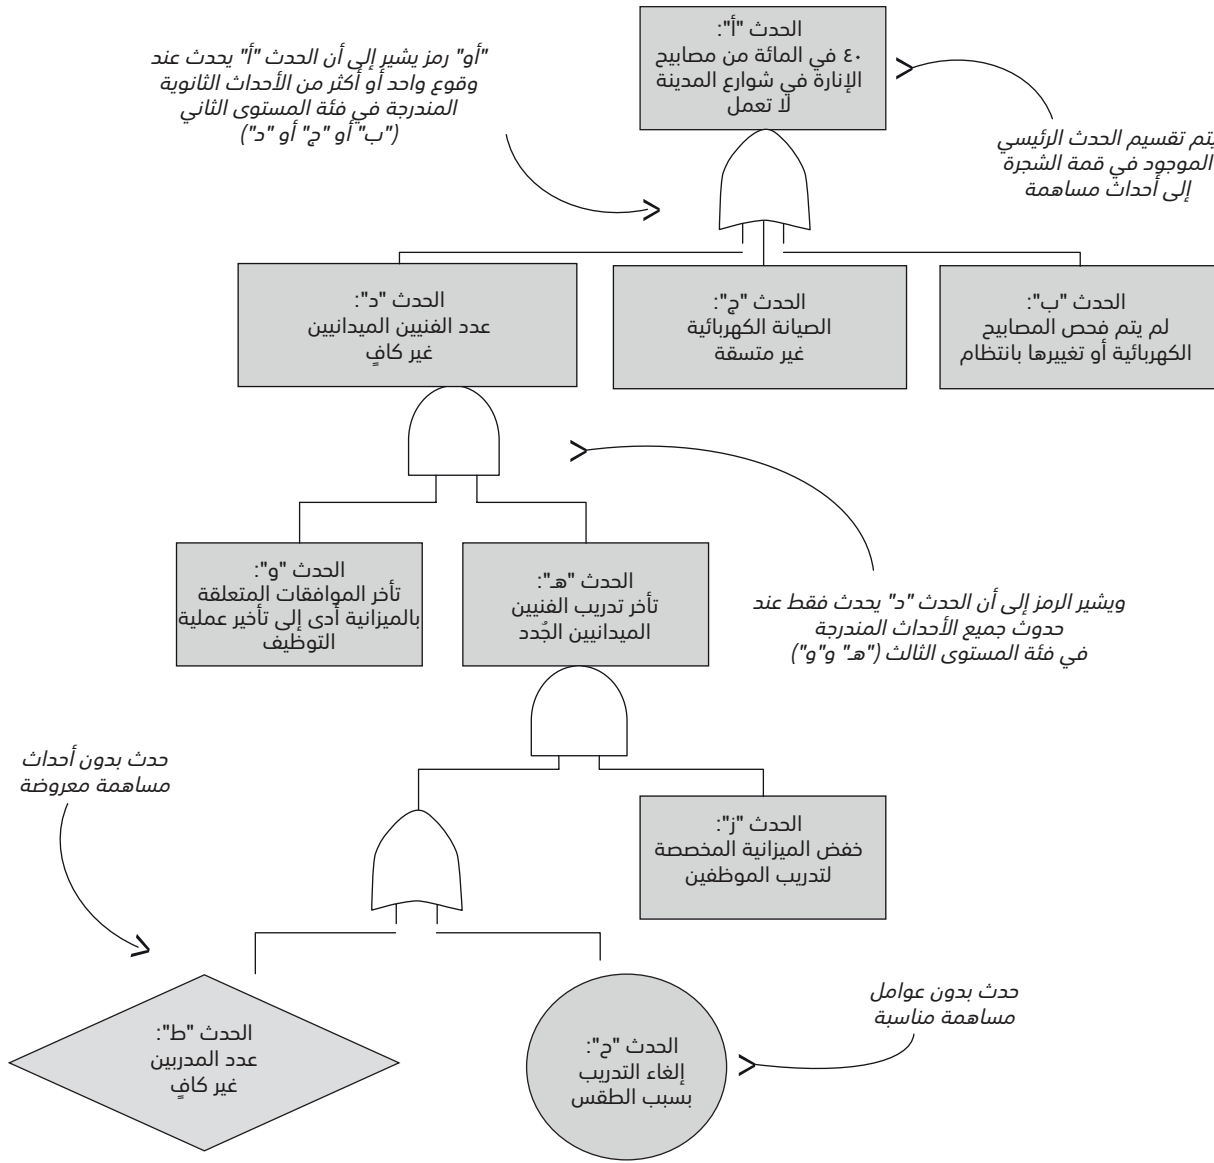 الحدث "أ":
٤٠ في المائة من مصابيح
الإنارة في شوارع المدينة
لا تعمل
يتم تقسيم الحدث الرئيسي
الموجود في قمة الشجرة
إلى أحداث مساهمة
"أو" رمز يشير إلى أن الحدث "أ" يحدث عند
وقوع واحد أو أكثر من الأحداث الثانوية
المندرجة في فئة المستوى الثاني
("ب" أو "ج" أو "د")
الحدث "ب":
لم يتم فحص المصابيح
الكهربائية أو تغييرها بانتظام
الحدث "ج":
الصيانة الكهربائية
غير متسقة
الحدث "د":
عدد الفنيين الميدانيين
غير كافٍ
ويشير الرمز إلى أن الحدث "د" يحدث فقط عند
حدوث جميع الأحداث المندرجة
في فئة المستوى الثالث ("هـ" و"و")
الحدث "هـ":
تأخر تدريب الفنيين
الميدانيين الجُدد
الحدث "و":
تأخر الموافقات المتعلقة
بالميزانية أدى إلى تأخير عملية
التوظيف
الحدث "ز":
خفض الميزانية المخصصة
لتدريب الموظفين
حدث بدون أحداث
مساهمة معروضة
حدث بدون عوامل
مساهمة مناسبة
الحدث "ح":
إلغاء التدريب
بسبب الطقس
الحدث "ط":
عدد المدربين
غير كافٍ